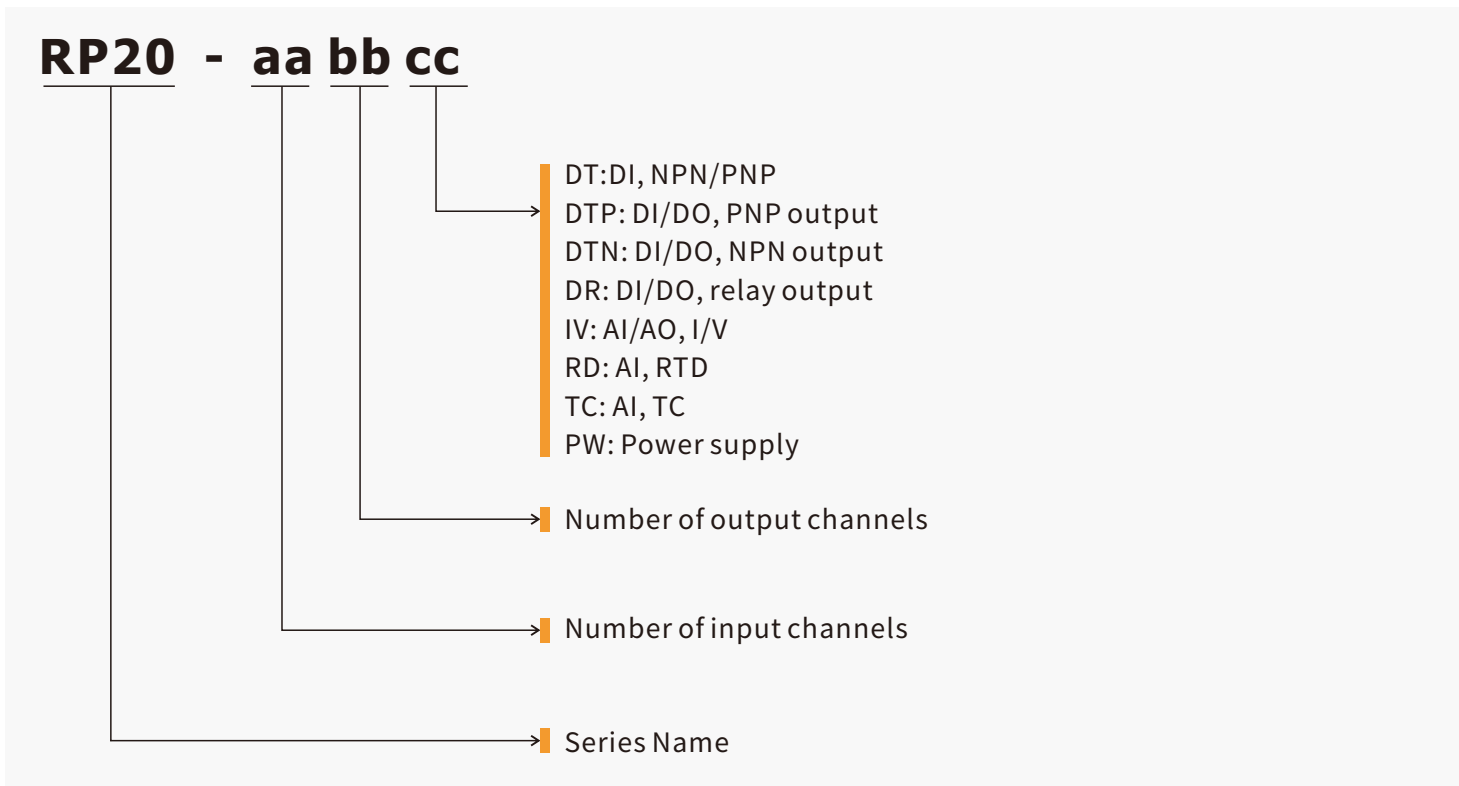 RP20 - aa bb cc
DT:DI, NPN/PNP
DTP: DI/DO, PNP output
DTN: DI/DO, NPN output
DR: DI/DO, relay output
IV: AI/AO, I/V
RD: AI, RTD
TC: AI, TC
PW: Power supply
Number of output channels
Number of input channels
Series Name